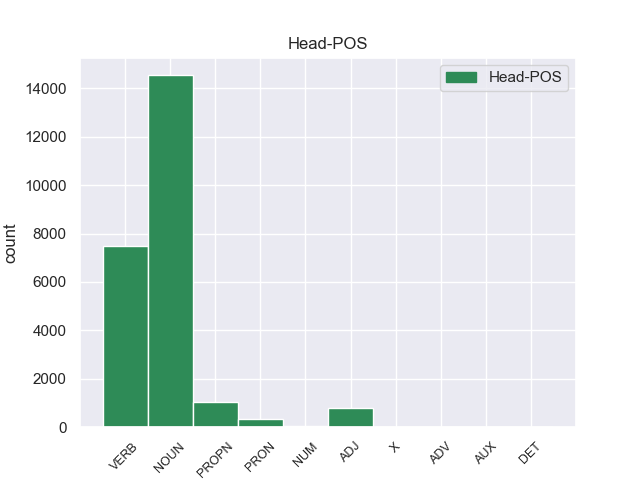 Head-POS
Head-POS
14000
12000
10000
8000
6000
4000
2000
0
count
VERB
NOUN
PROPN
PRON
NUM
ADJ
X
ADV
AUX
DET